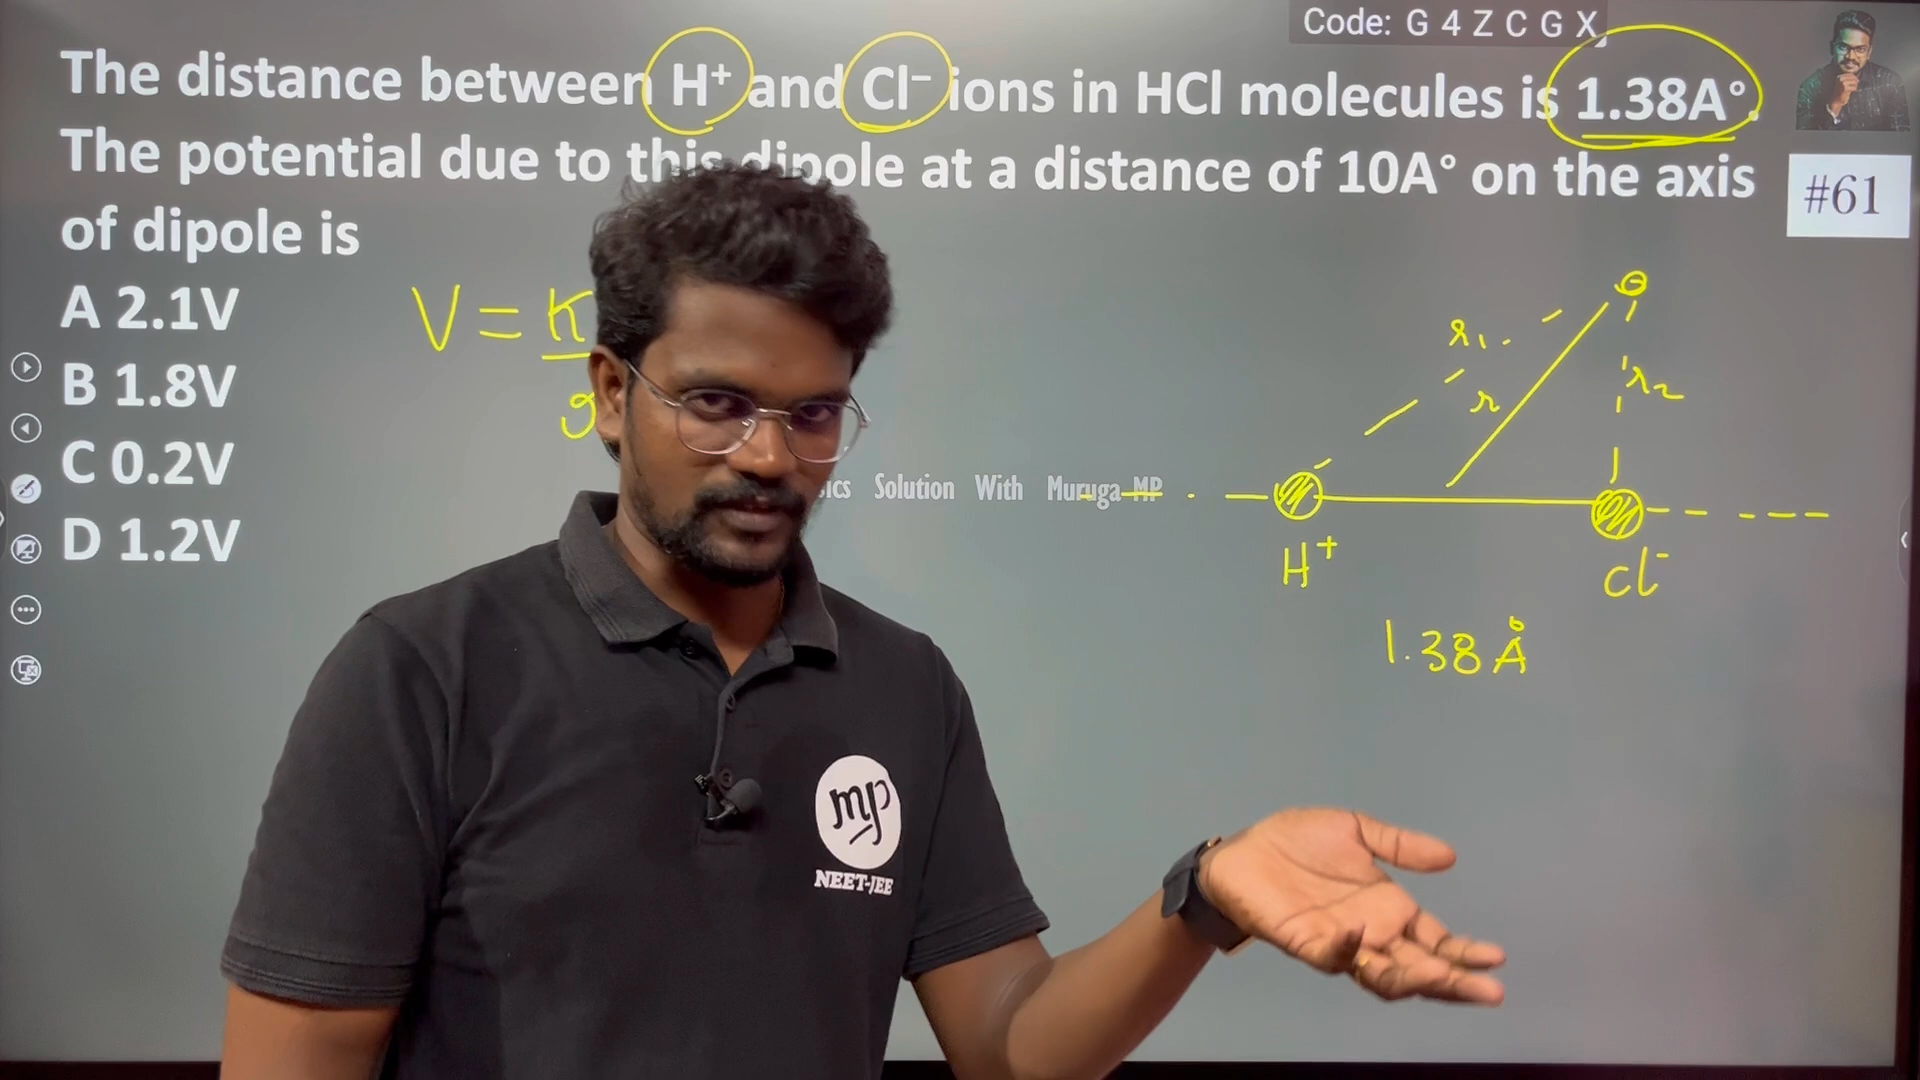 Code: G 4 Z C G X
The distance between H⁺ and Cl⁻ ions in HCl molecules is 1.38A°.
The potential due to this dipole at a distance of 10A° on the axis
of dipole is
#61
A 2.1V
B 1.8V
C 0.2V
D 1.2V
V = K
r₁
r
r₂
Solution With Muruga MP
H⁺
Cl⁻
1.38 Å
mp
NEET-JEE